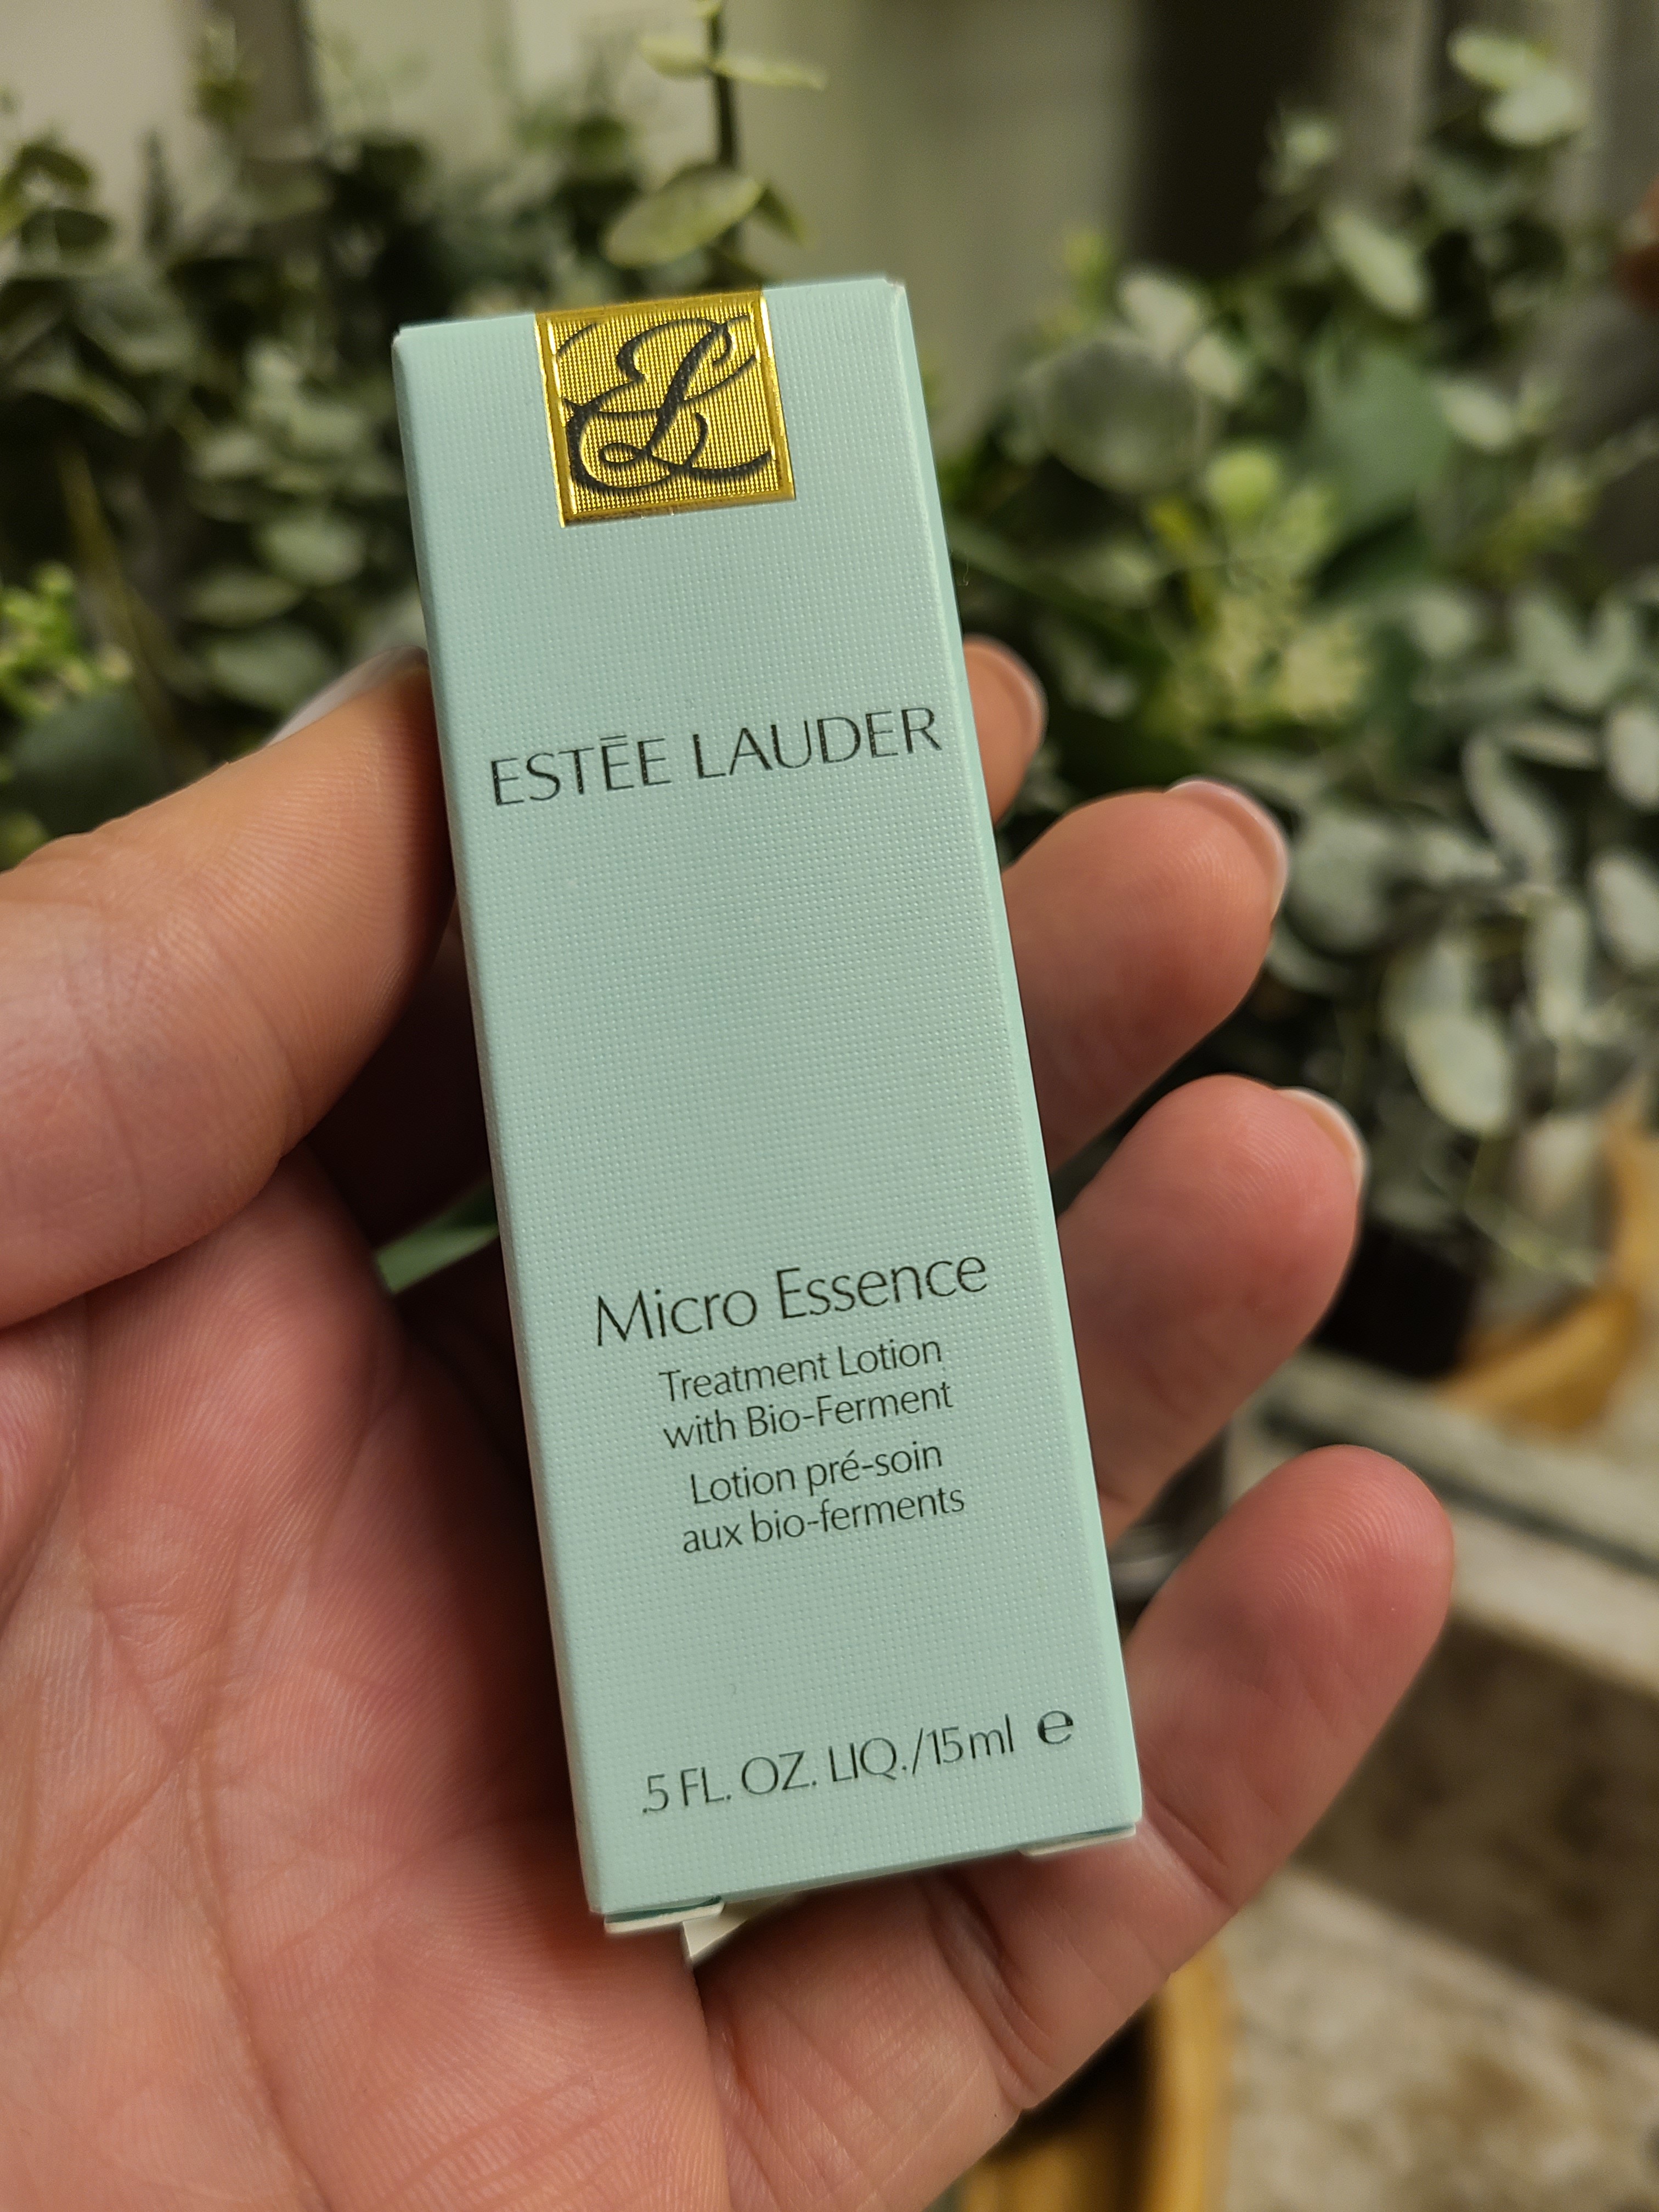 EL
ESTĒE LAUDER
Micro Essence
Treatment Lotion
with Bio-Ferment
Lotion pré-soin
aux bio-ferments
.5 FL. OZ. LIQ./15ml ℮